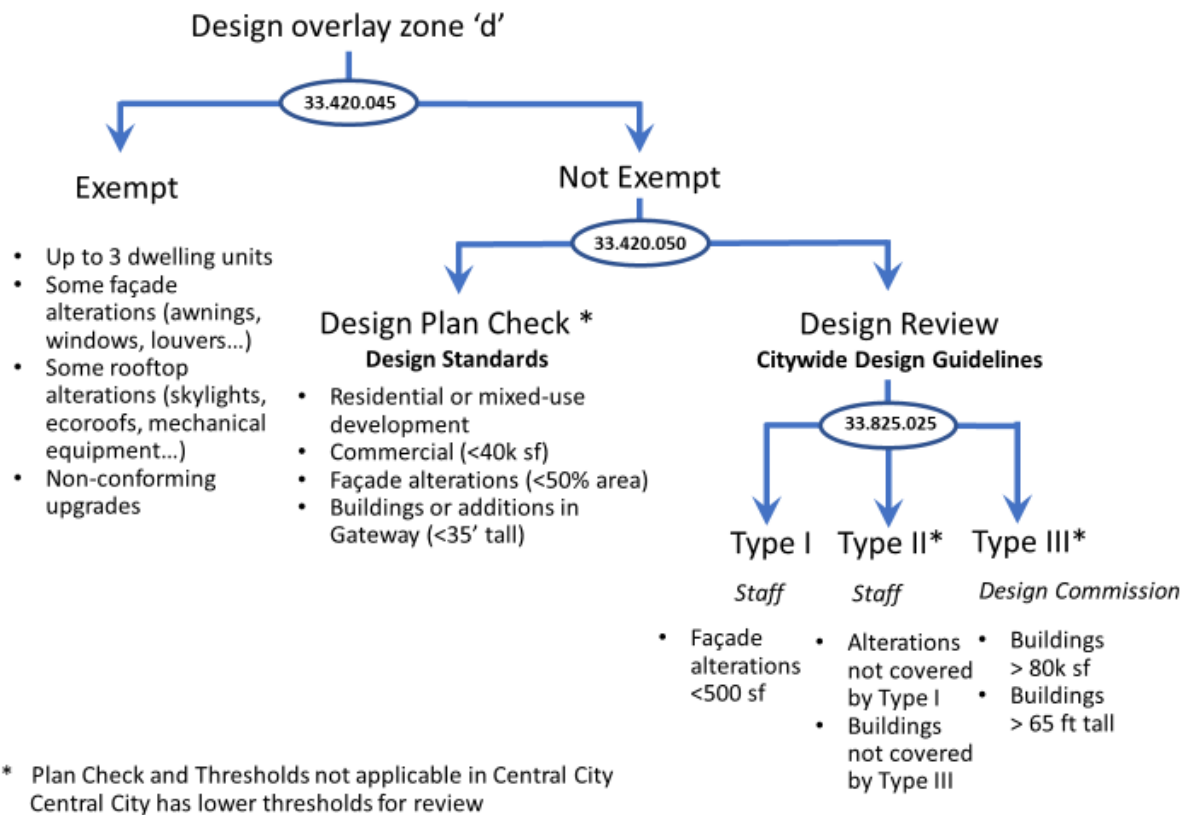 Design overlay zone ‘d’
33.420.045
Exempt
• Up to 3 dwelling units
• Some façade
alterations (awnings,
windows, louvers…)
• Some rooftop
alterations (skylights,
ecoroofs, mechanical
equipment…)
• Non-conforming
upgrades
Not Exempt
33.420.050
Design Plan Check *
Design Standards
• Residential or mixed-use
development
• Commercial (<40k sf)
• Façade alterations (<50% area)
• Buildings or additions in
Gateway (<35’ tall)
Design Review
Citywide Design Guidelines
33.825.025
Type I
Staff
• Façade
alterations
<500 sf
Type II*
Staff
• Alterations
not covered
by Type I
• Buildings
not covered
by Type III
Type III*
Design Commission
• Buildings
> 80k sf
• Buildings
> 65 ft tall
* Plan Check and Thresholds not applicable in Central City
Central City has lower thresholds for review